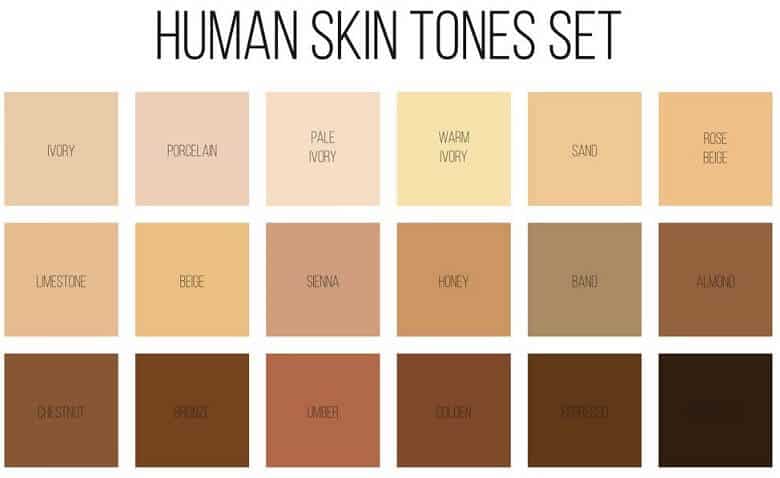 HUMAN SKIN TONES SET
IVORY
PORCELAIN
PALE
IVORY
WARM
IVORY
SAND
ROSE
BEIGE
LIMESTONE
BEIGE
SIENNA
HONEY
BAND
ALMOND
CHESTNUT
BRONZE
UMBER
GOLDEN
ESPRESSO